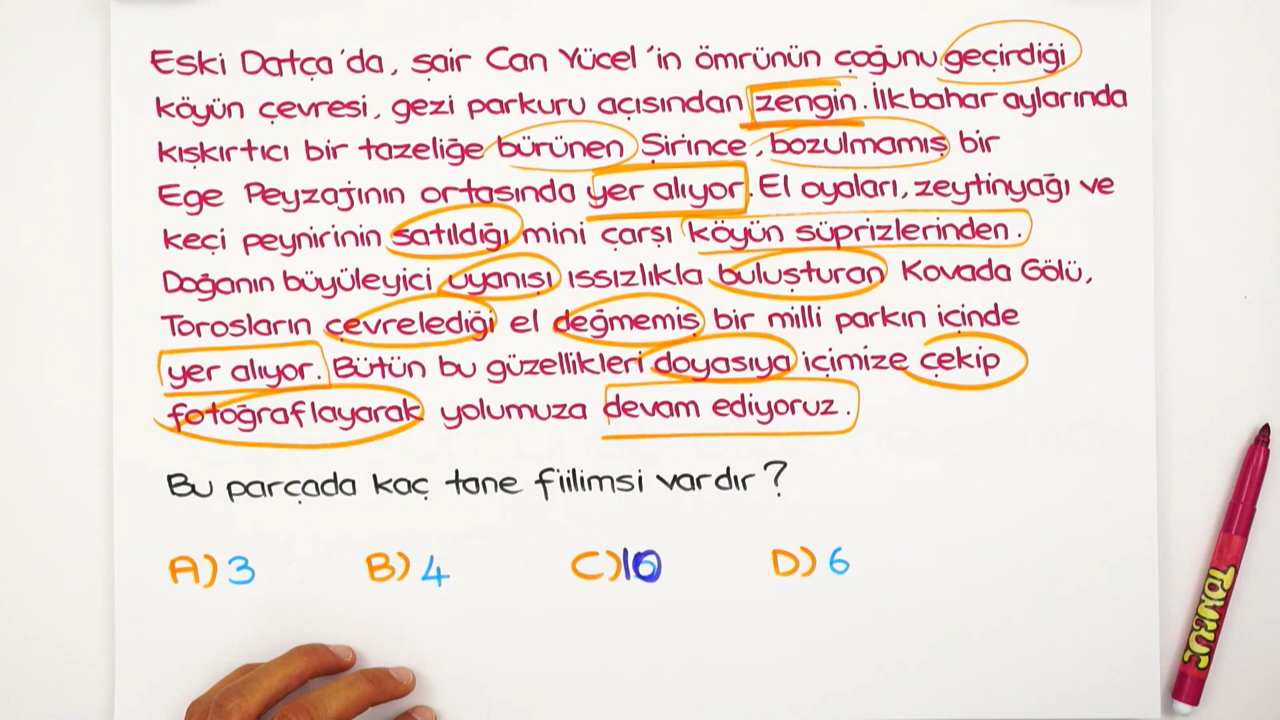 Eski Datça'da, şair Can Yücel'in ömrünün çoğunu geçirdiği
köyün çevresi, gezi parkuru açısından zengin. İlkbahar aylarında
kışkırtıcı bir tazeliğe bürünen Şirince, bozulmamış bir
Ege Peyzajının ortasında yer alıyor. El oyaları, zeytinyağı ve
keçi peynirinin satıldığı mini çarşı köyün süprizlerinden.
Doğanın büyüleyici uyanışı ıssızlıkla buluşturan Kovada Gölü,
Torosların çevrelediği el değmemiş bir milli parkın içinde
yer alıyor. Bütün bu güzellikleri doyasıya içimize çekip
fotoğraflayarak yolumuza devam ediyoruz.
Bu parçada kaç tane fiilimsi vardır?
A) 3 B) 4 C) 10 D) 6
TOMBUL